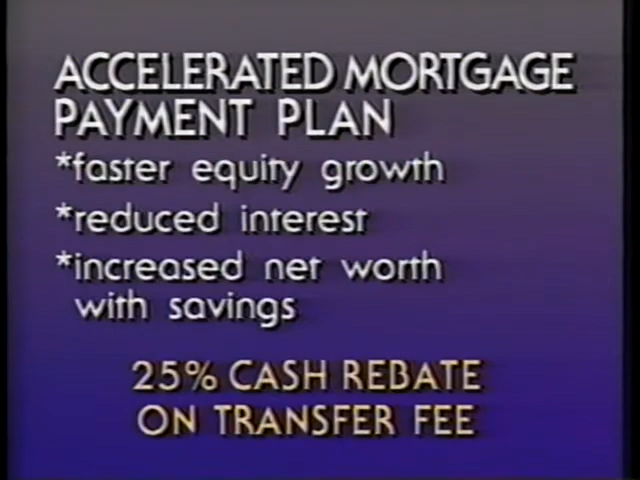 ACCELERATED MORTGAGE
PAYMENT PLAN
*faster equity growth
*reduced interest
*increased net worth
with savings
25% CASH REBATE
ON TRANSFER FEE